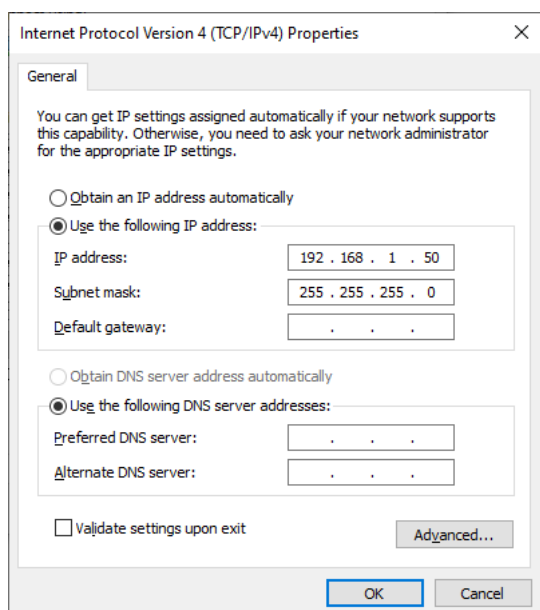 Internet Protocol Version 4 (TCP/IPv4) Properties
General
You can get IP settings assigned automatically if your network supports
this capability. Otherwise, you need to ask your network administrator
for the appropriate IP settings.
Obtain an IP address automatically
Use the following IP address:
IP address: 192 . 168 . 1 . 50
Subnet mask: 255 . 255 . 255 . 0
Default gateway: . . .
Obtain DNS server address automatically
Use the following DNS server addresses:
Preferred DNS server: . . .
Alternate DNS server: . . .
Validate settings upon exit
Advanced...
OK Cancel